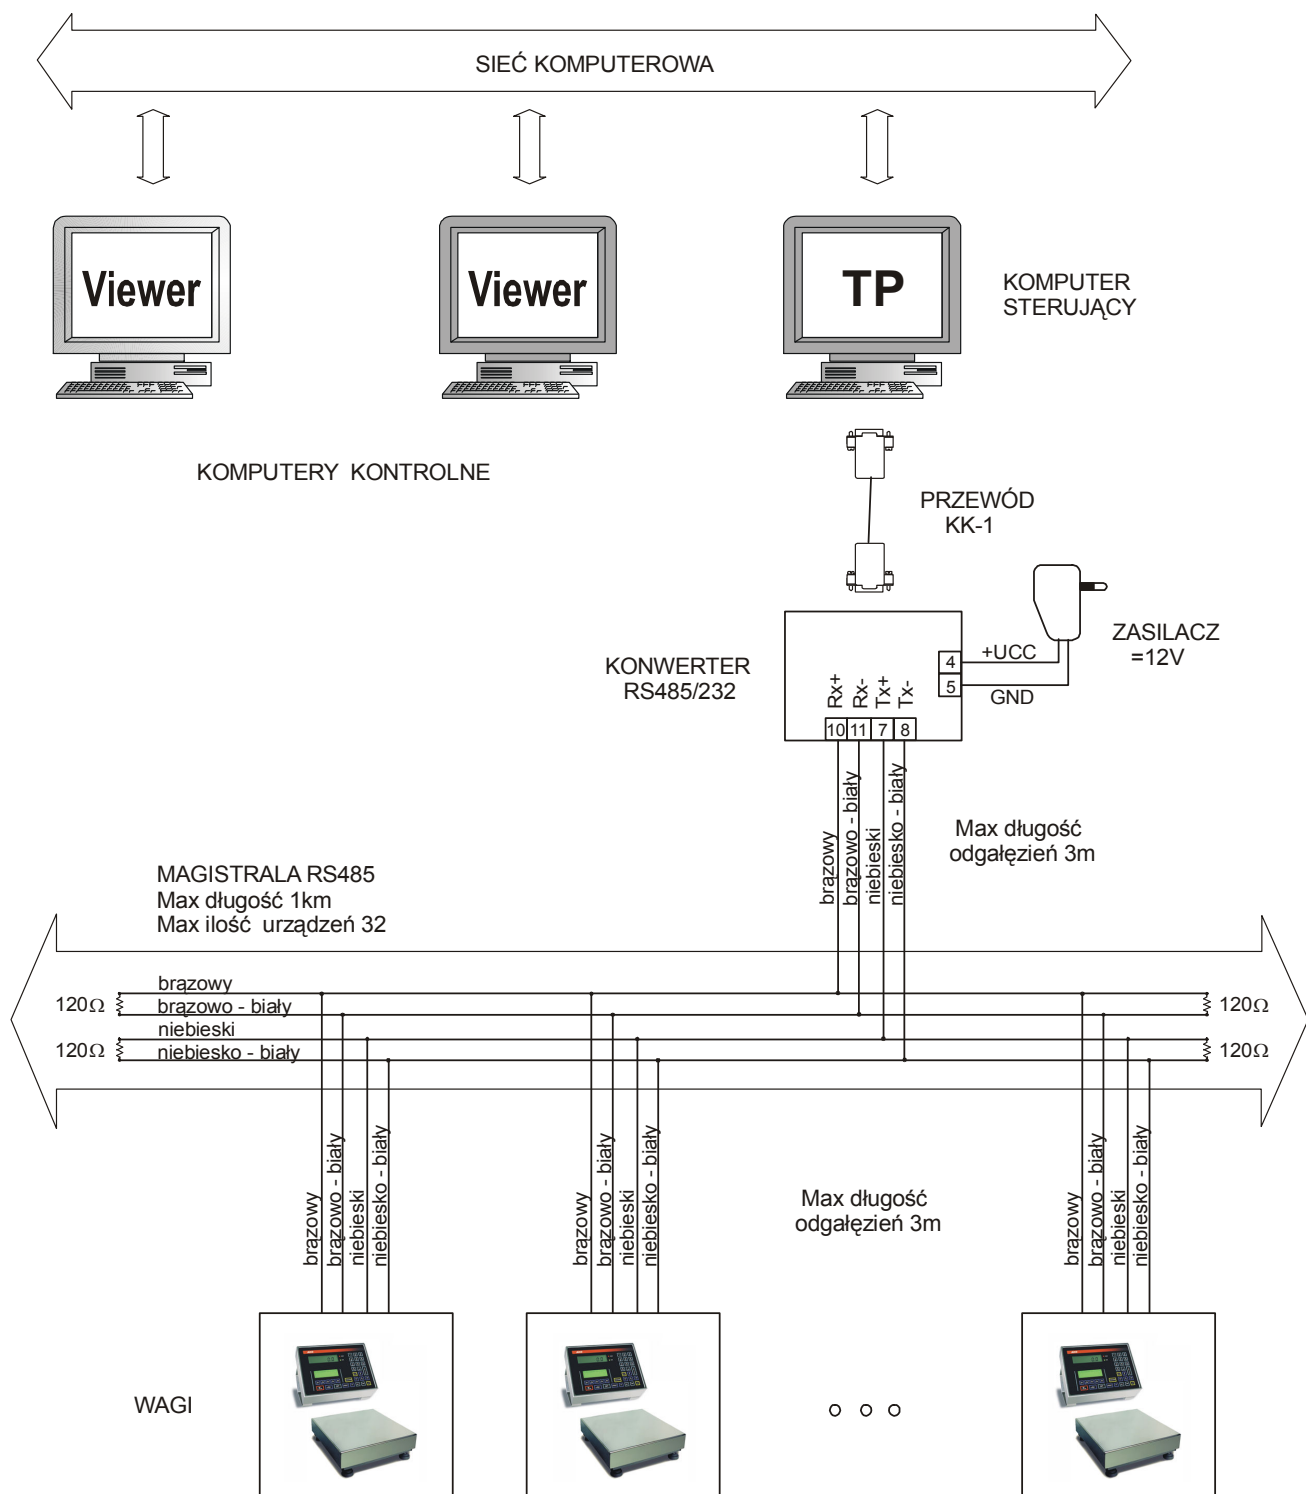 SIEĆ KOMPUTEROWA
Viewer
Viewer
TP
KOMPUTER
STERUJĄCY
KOMPUTERY KONTROLNE
PRZEWÓD
KK-1
ZASILACZ
=12V
KONWERTER
RS485/232
4
+UCC
5
GND
Rx+
Rx-
Tx+
Tx-
10
11
7
8
brązowy
brązowo - biały
niebieski
niebiesko - biały
Max długość
odgałęzień 3m
MAGISTRALA RS485
Max długość 1km
Max ilość urządzeń 32
brązowy
120Ω
brązowo - biały
120Ω
niebieski
120Ω
niebiesko - biały
120Ω
brązowy
brązowo - biały
niebieski
niebiesko - biały
brązowy
brązowo - biały
niebieski
niebiesko - biały
Max długość
odgałęzień 3m
brązowy
brązowo - biały
niebieski
niebiesko - biały
WAGI